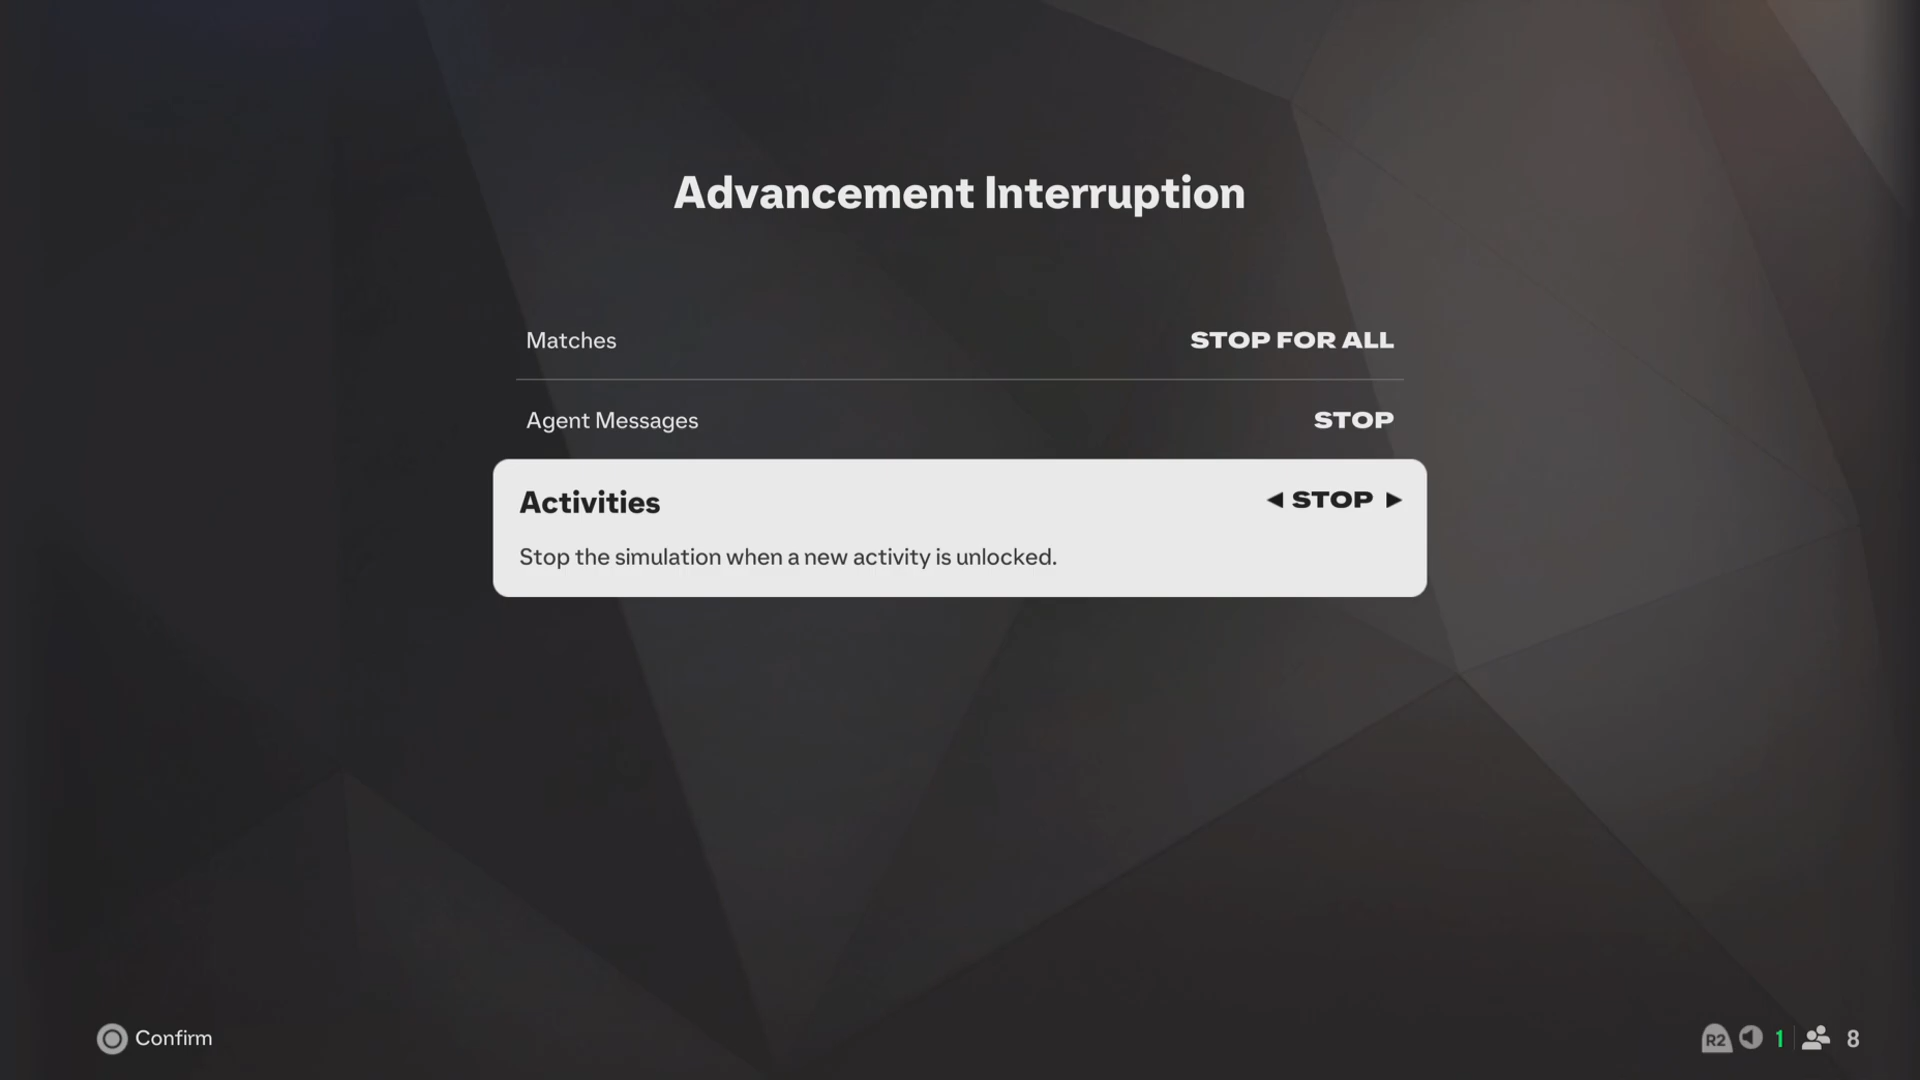 Advancement Interruption
Matches STOP FOR ALL
Agent Messages STOP
Activities STOP
Stop the simulation when a new activity is unlocked.
Confirm R2 1 8